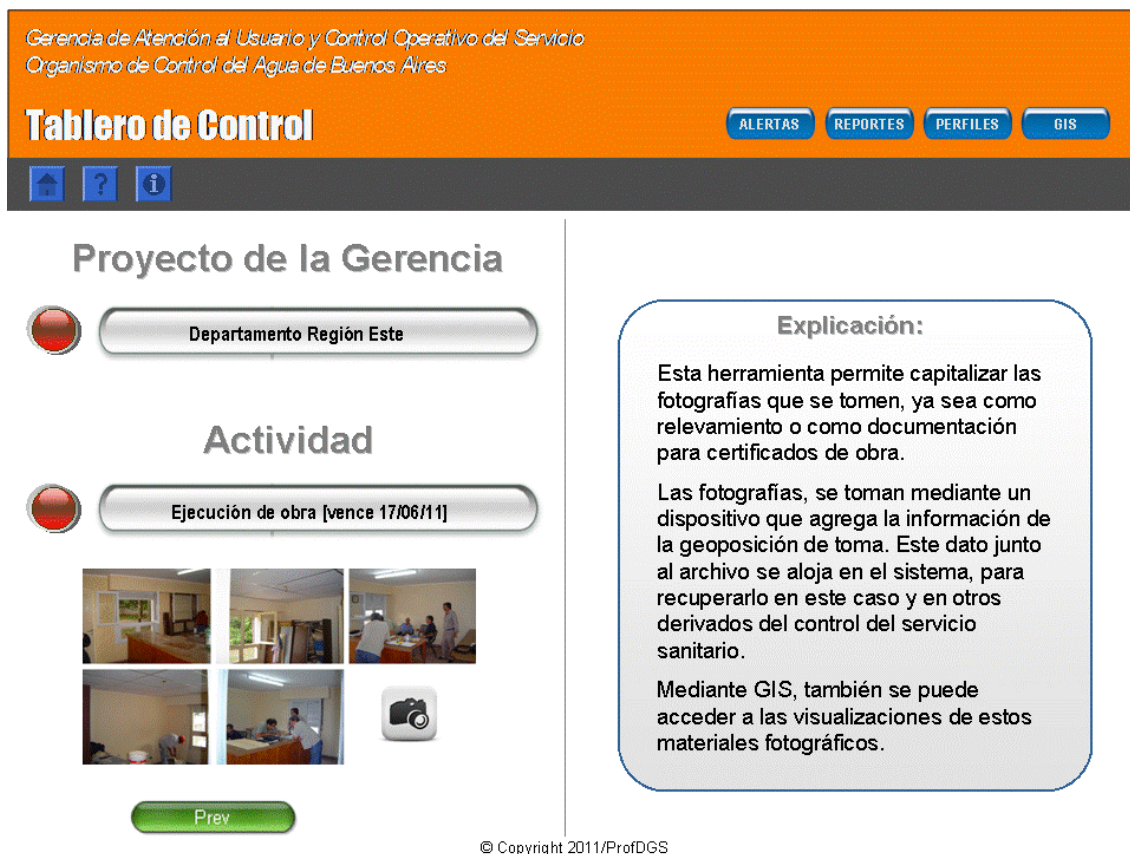 Gerencia de Atención al Usuario y Control Operativo del Servicio
Organismo de Control del Agua de Buenos Aires
Tablero de Control
ALERTAS
REPORTES
PERFILES
GIS
?
i
Proyecto de la Gerencia
Departamento Región Este
Actividad
Ejecución de obra [vence 17/06/11]
Prev
Explicación:
Esta herramienta permite capitalizar las
fotografías que se tomen, ya sea como
relevamiento o como documentación
para certificados de obra.
Las fotografías, se toman mediante un
dispositivo que agrega la información de
la geoposición de toma. Este dato junto
al archivo se aloja en el sistema, para
recuperarlo en este caso y en otros
derivados del control del servicio
sanitario.
Mediante GIS, también se puede
acceder a las visualizaciones de estos
materiales fotográficos.
© Copyright 2011/ProfDGS